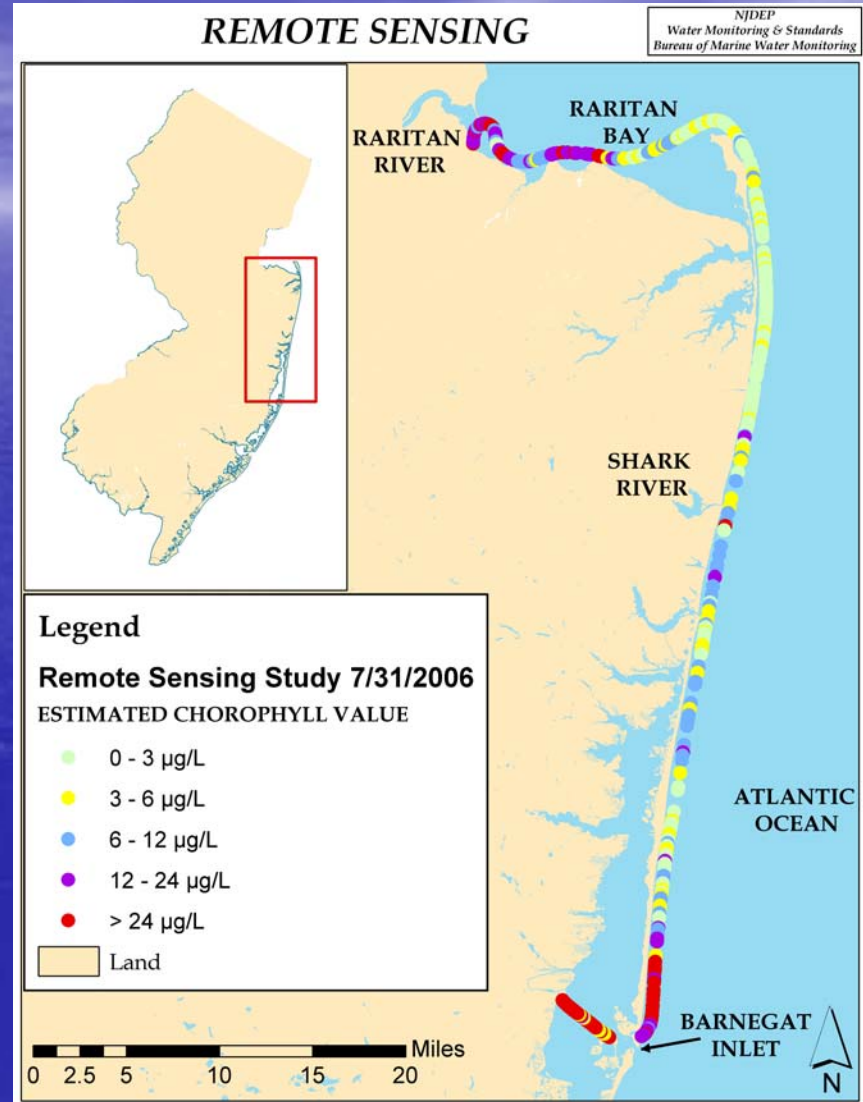 REMOTE SENSING
NJDEP
Water Monitoring & Standards
Bureau of Marine Water Monitoring
RARITAN
BAY
RARITAN
RIVER
SHARK
RIVER
ATLANTIC
OCEAN
BARNEGAT
INLET
Legend
Remote Sensing Study 7/31/2006
ESTIMATED CHOROPHYLL VALUE
0 - 3 µg/L
3 - 6 µg/L
6 - 12 µg/L
12 - 24 µg/L
> 24 µg/L
Land
Miles
0 2.5 5 10 15 20
N